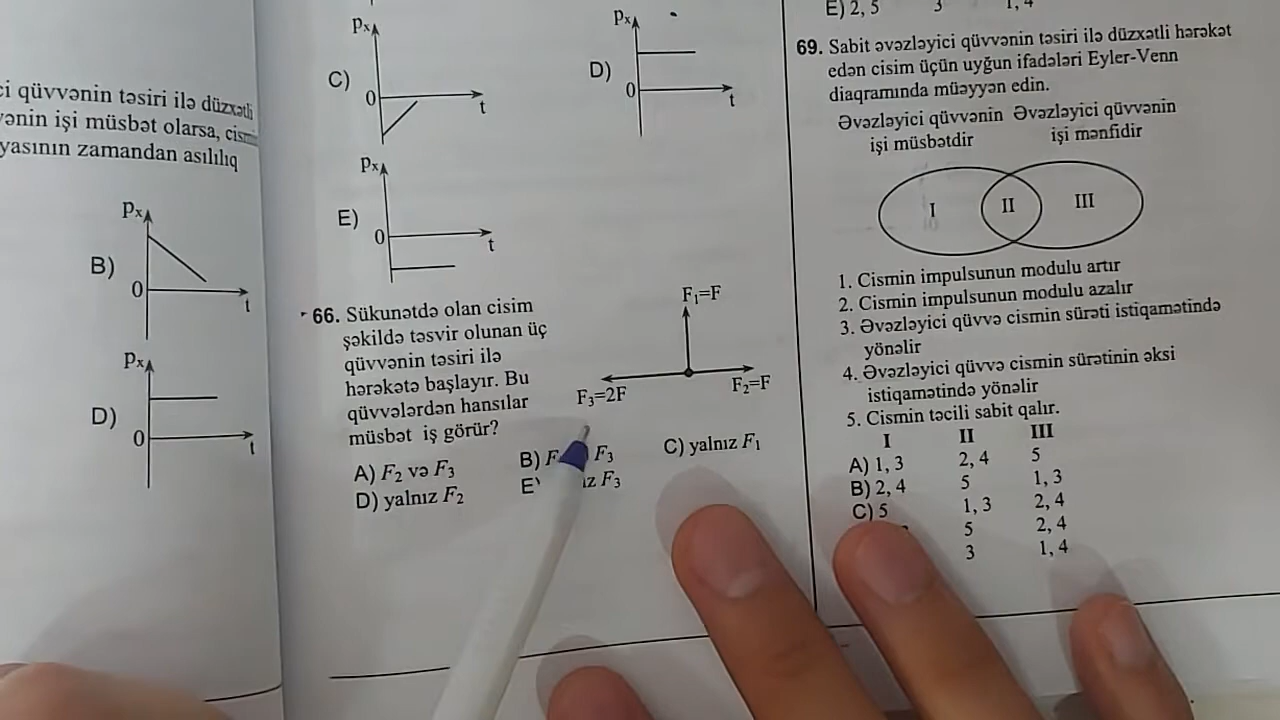 ci qüvvənin təsiri ilə düzxətli
vənin işi müsbət olarsa, cismin
yasının zamandan asılılıq
B)
Px
0
t
D)
Px
0
t
C)
Px
0
t
D)
Px
0
t
E)
Px
0
t
66. Sükunətdə olan cisim
şəkildə təsvir olunan üç
qüvvənin təsiri ilə
hərəkətə başlayır. Bu
qüvvələrdən hansılar
müsbət iş görür?
F₁=F
F₂=F
F₃=2F
A) F₂ və F₃
B) F F₃
C) yalnız F₁
D) yalnız F₂
E) ız F₃
E) 2, 5 3 1, 4
69. Sabit əvəzləyici qüvvənin təsiri ilə düzxətli hərəkət
edən cisim üçün uyğun ifadələri Eyler-Venn
diaqramında müəyyən edin.
Əvəzləyici qüvvənin Əvəzləyici qüvvənin
işi müsbətdir işi mənfidir
I II III
1. Cismin impulsunun modulu artır
2. Cismin impulsunun modulu azalır
3. Əvəzləyici qüvvə cismin sürəti istiqamətində
yönəlir
4. Əvəzləyici qüvvə cismin sürətinin əksi
istiqamətində yönəlir
5. Cismin təcili sabit qalır.
I II III
A) 1, 3 2, 4 5
B) 2, 4 5 1, 3
C) 5 1, 3 2, 4
5 2, 4
3 1, 4